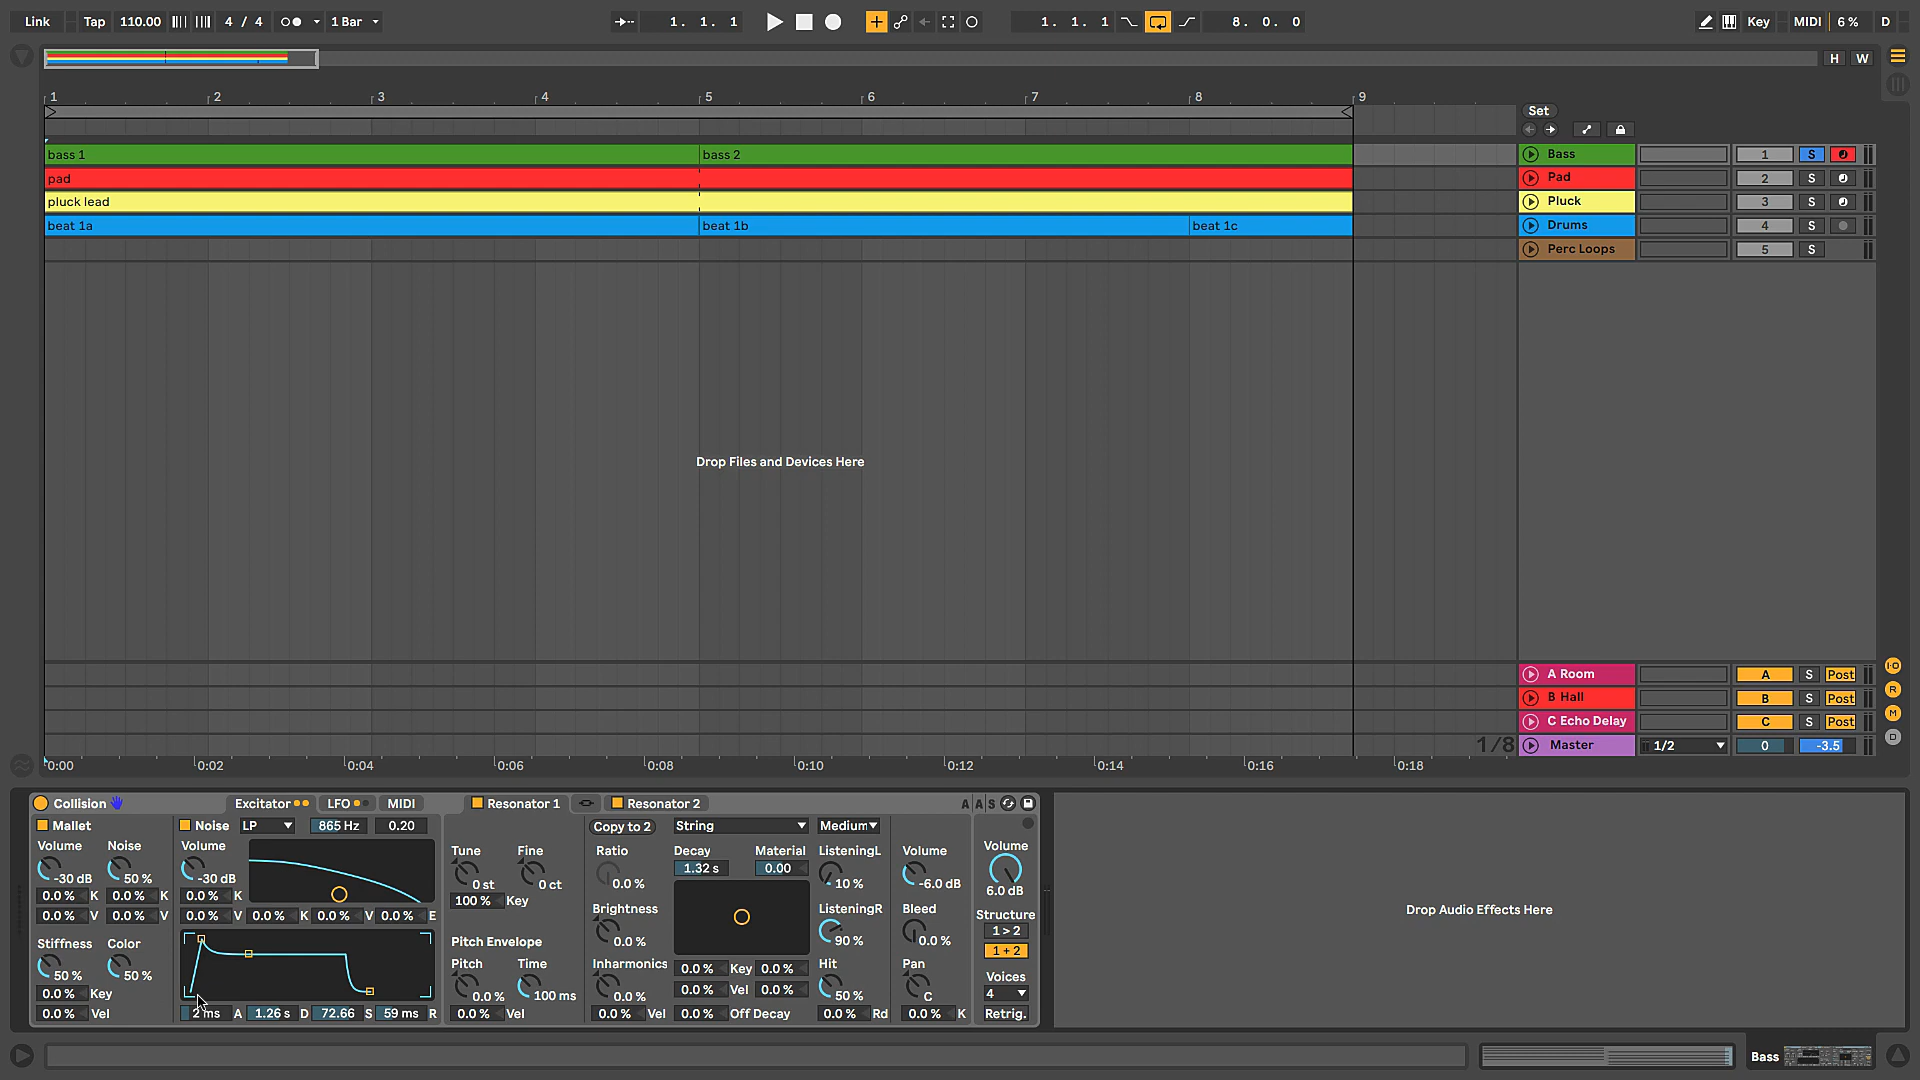 Link Tap 110.00 4 / 4 1 Bar 1. 1. 1 1. 1. 1 8. 0. 0 Key MIDI 6 % D
H W
1 2 3 4 5 6 7 8 9
Set
bass 1 bass 2 Bass 1 S
pad Pad 2 S
pluck lead Pluck 3 S
beat 1a beat 1b beat 1c Drums 4 S
Perc Loops 5 S
Drop Files and Devices Here
A Room A S Post
B Hall B S Post
C Echo Delay C S Post
1/8 Master 1/2 0 -3.5
I·O
R
M
D
0:00 0:02 0:04 0:06 0:08 0:10 0:12 0:14 0:16 0:18
Collision Excitator LFO MIDI Resonator 1 Resonator 2 A A S
Mallet Noise LP 865 Hz 0.20 Copy to 2 String Medium
Volume Noise Volume Tune Fine Ratio Decay Material ListeningL Volume Volume
-30 dB 50 % -30 dB 0 st 0 ct 0.0 % 1.32 s 0.00 10 % -6.0 dB 6.0 dB
0.0 % K 0.0 % K 0.0 % K 100 % Key Brightness ListeningR Bleed Structure
0.0 % V 0.0 % V 0.0 % V 0.0 % K 0.0 % V 0.0 % E 0.0 % 90 % 0.0 % 1 > 2
Stiffness Color Pitch Envelope 1 + 2
50 % 50 % Pitch Time Inharmonics 0.0 % Key 0.0 % Hit Pan Voices
0.0 % Key 0.0 % 100 ms 0.0 % 0.0 % Vel 0.0 % 50 % C 4
0.0 % Vel 2 ms A 1.26 s D 72.66 S 59 ms R 0.0 % Vel 0.0 % Vel 0.0 % Off Decay 0.0 % Rd 0.0 % K Retrig.
Drop Audio Effects Here
Bass